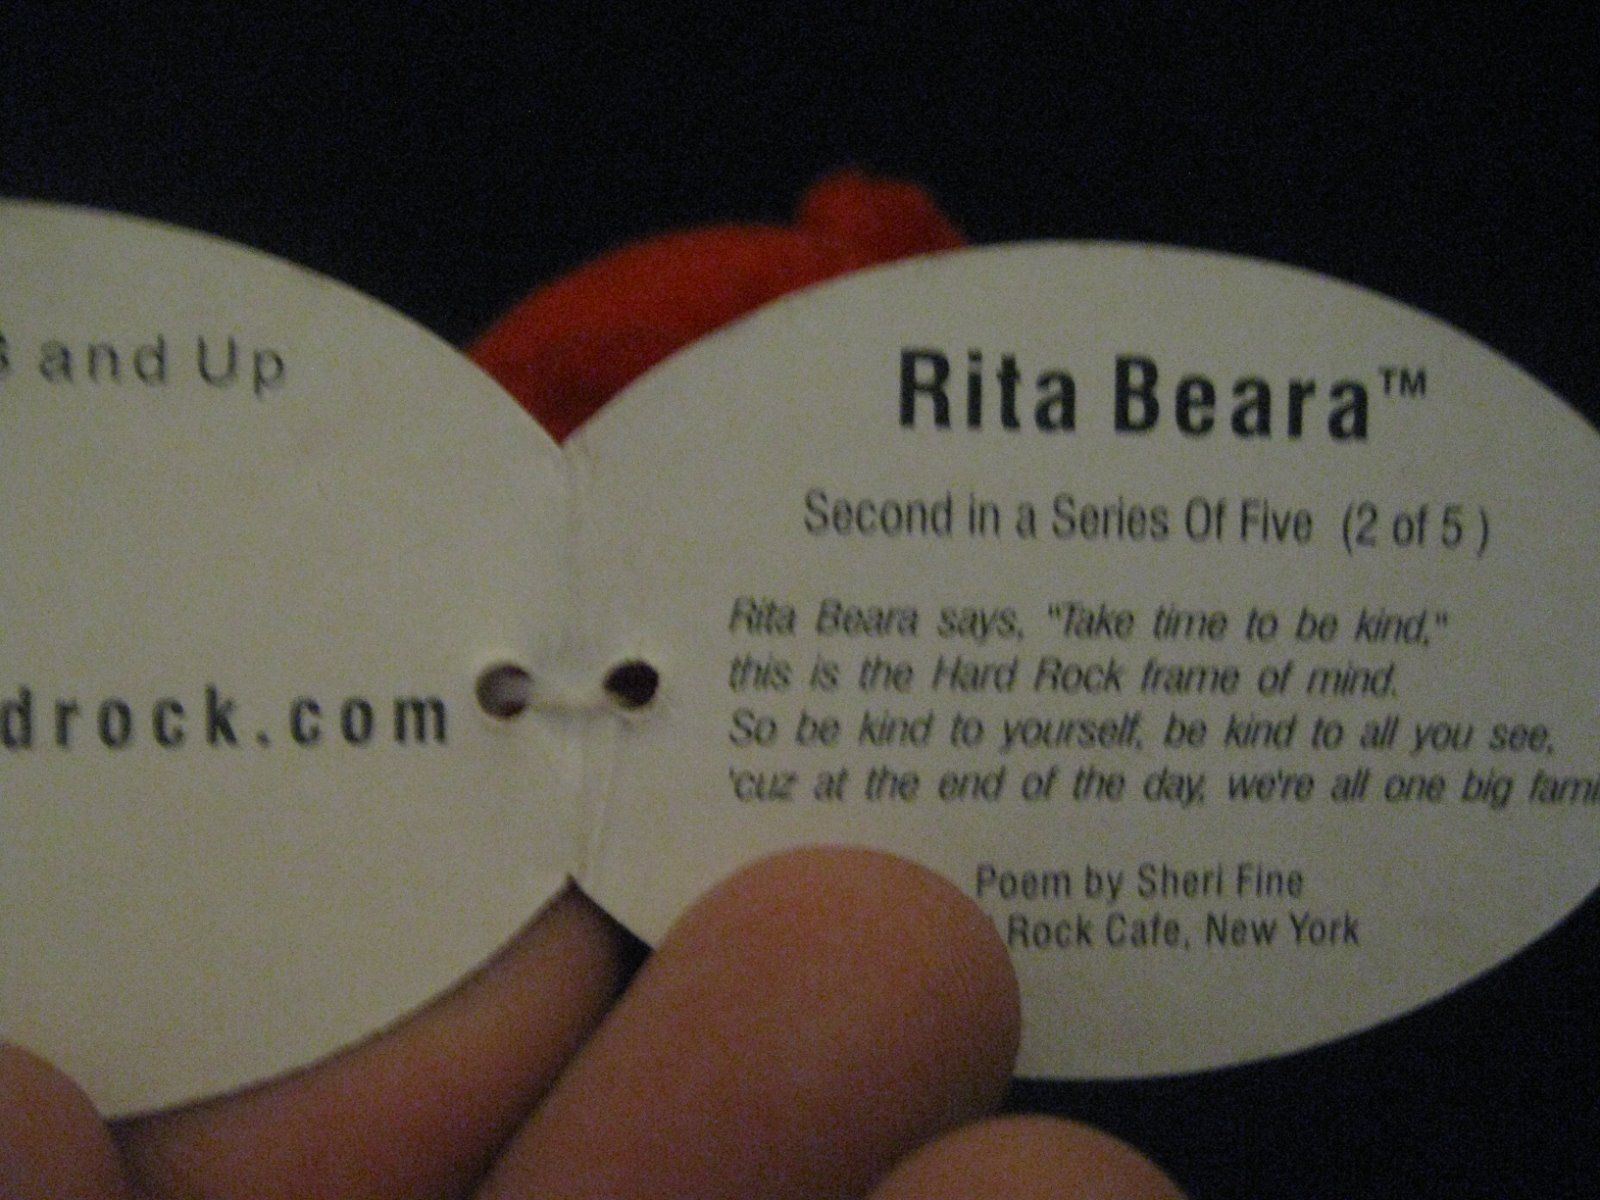 and Up
drock.com
Rita Beara™
Second in a Series Of Five (2 of 5 )
Rita Beara says, "Take time to be kind,"
this is the Hard Rock frame of mind.
So be kind to yourself, be kind to all you see,
'cuz at the end of the day, we're all one big fami
Poem by Sheri Fine
Rock Cafe, New York